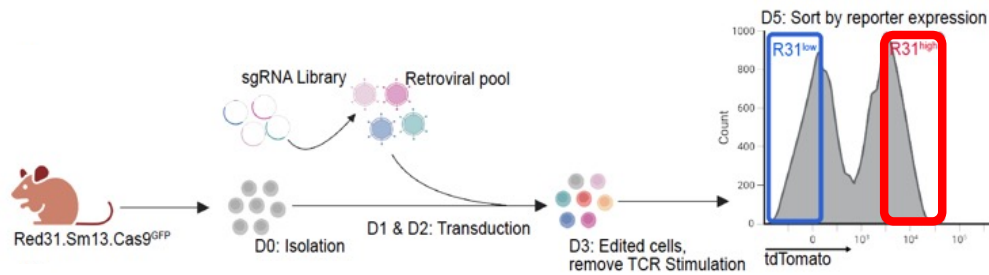 D5: Sort by reporter expression
sgRNA Library
Retroviral pool
R31low
R31high
1000
800
600
400
200
0
Count
0
10³
10⁴
10⁵
tdTomato
Red31.Sm13.Cas9GFP
D0: Isolation
D1 & D2: Transduction
D3: Edited cells,
remove TCR Stimulation